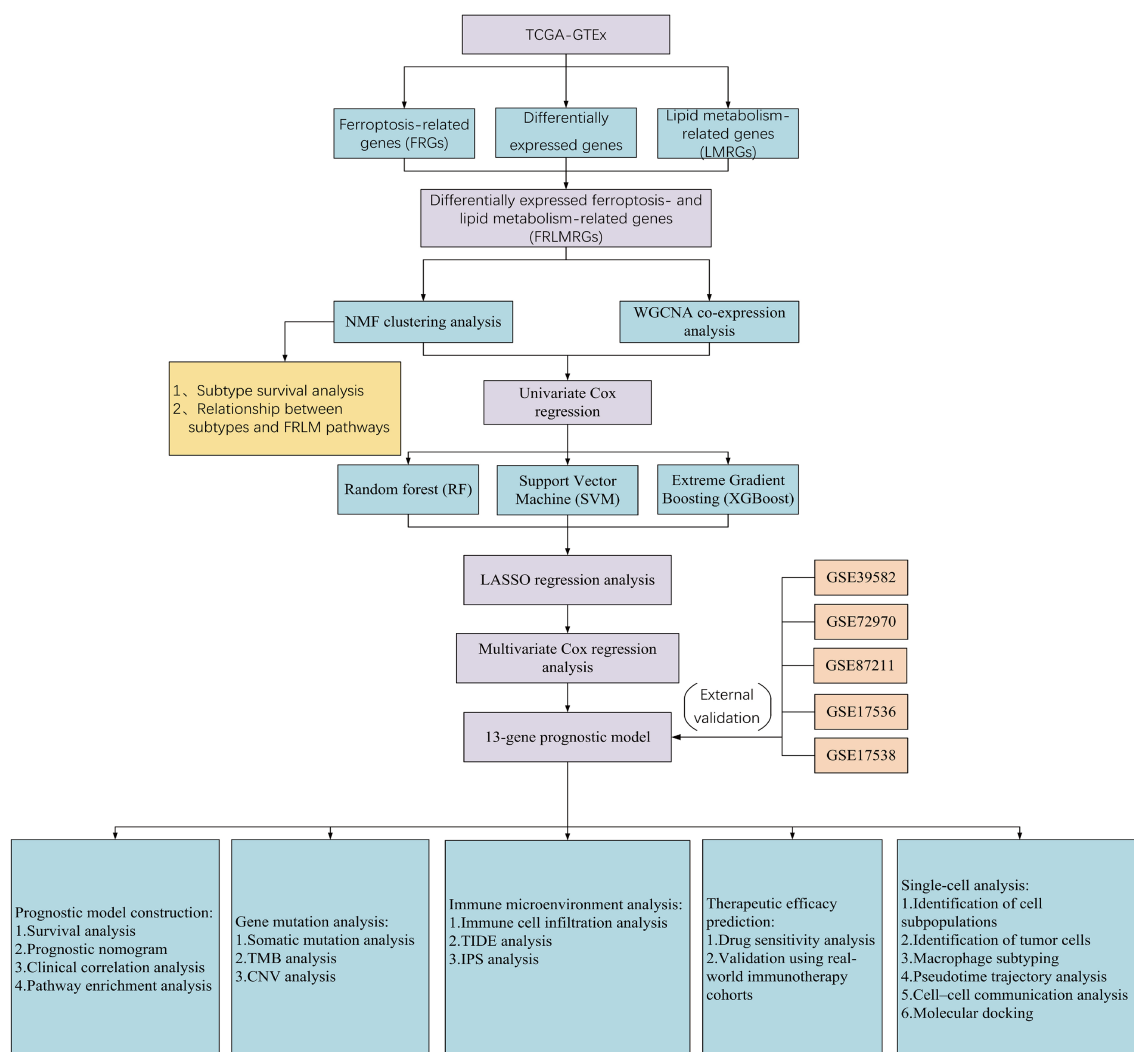 TCGA-GTEx
Ferroptosis-related
genes (FRGs)
Differentially
expressed genes
Lipid metabolism-
related genes
(LMRGs)
Differentially expressed ferroptosis- and
lipid metabolism-related genes
(FRLMRGs)
NMF clustering analysis
WGCNA co-expression
analysis
1、Subtype survival analysis
2、Relationship between
subtypes and FRLM pathways
Univariate Cox
regression
Random forest (RF)
Support Vector
Machine (SVM)
Extreme Gradient
Boosting (XGBoost)
LASSO regression analysis
Multivariate Cox regression
analysis
13-gene prognostic model
External
validation
GSE39582
GSE72970
GSE87211
GSE17536
GSE17538
Prognostic model construction:
1.Survival analysis
2.Prognostic nomogram
3.Clinical correlation analysis
4.Pathway enrichment analysis
Gene mutation analysis:
1.Somatic mutation analysis
2.TMB analysis
3.CNV analysis
Immune microenvironment analysis:
1.Immune cell infiltration analysis
2.TIDE analysis
3.IPS analysis
Therapeutic efficacy
prediction:
1.Drug sensitivity analysis
2.Validation using real-
world immunotherapy
cohorts
Single-cell analysis:
1.Identification of cell
subpopulations
2.Identification of tumor cells
3.Macrophage subtyping
4.Pseudotime trajectory analysis
5.Cell–cell communication analysis
6.Molecular docking